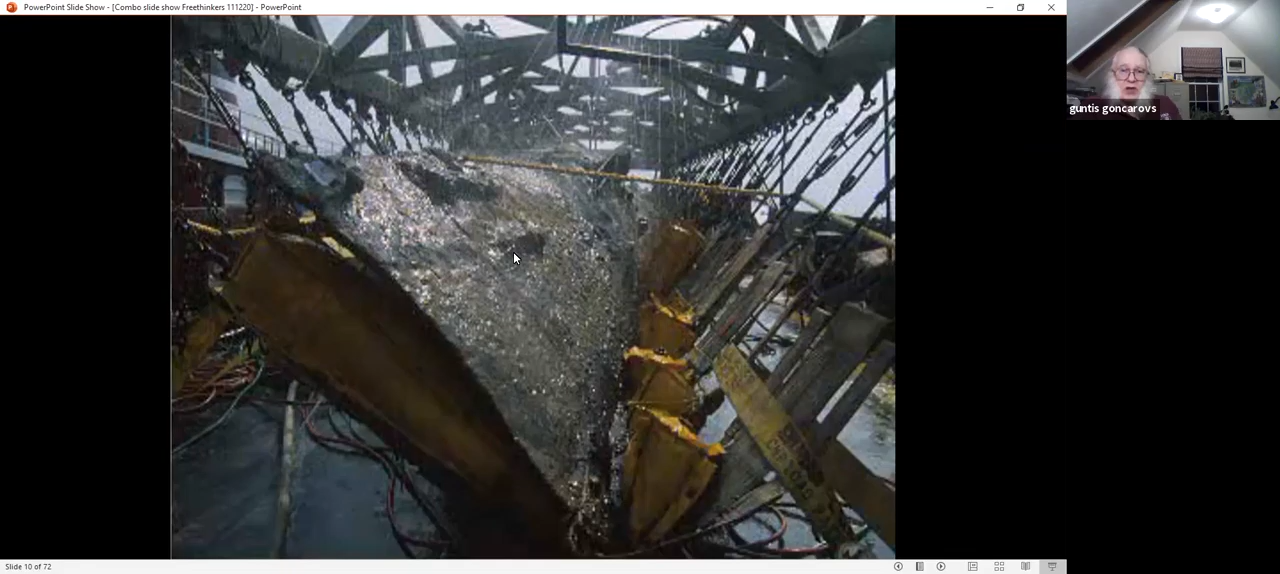 PowerPoint Slide Show - [Combo slide show Freethinkers 111220] - PowerPoint
guntis goncarovs
Slide 10 of 72